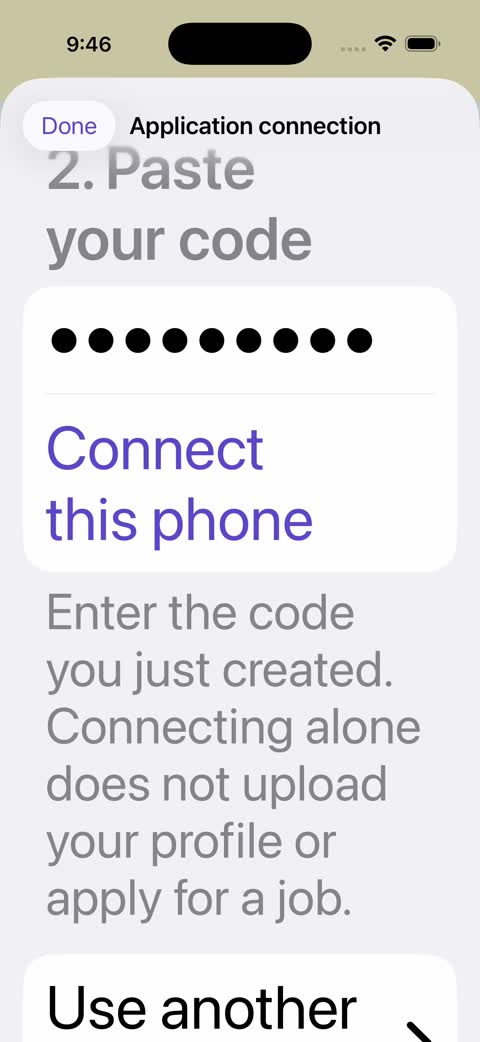 9:46
Done
Application connection
2. Paste
your code
●●●●●●●●●
Connect
this phone
Enter the code
you just created.
Connecting alone
does not upload
your profile or
apply for a job.
Use another